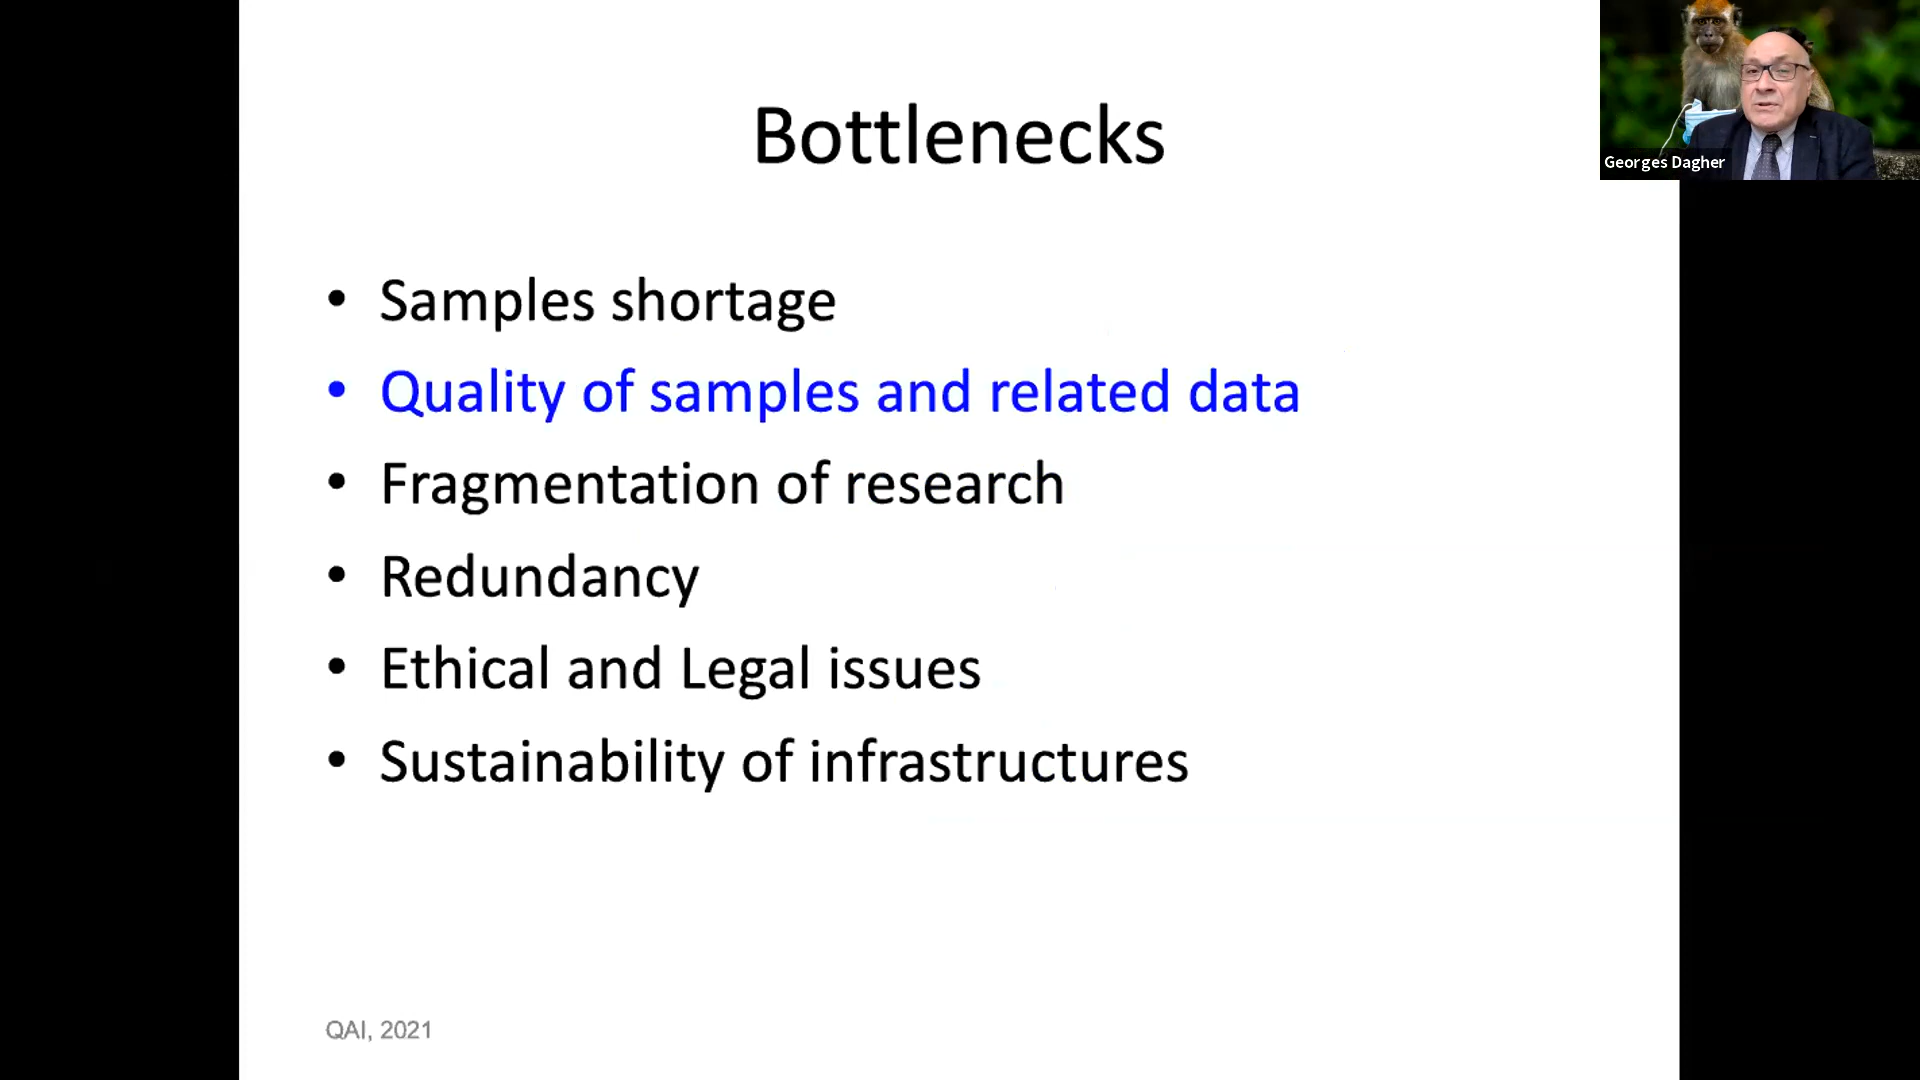 Bottlenecks
Georges Dagher
• Samples shortage
• Quality of samples and related data
• Fragmentation of research
• Redundancy
• Ethical and Legal issues
• Sustainability of infrastructures
QAI, 2021